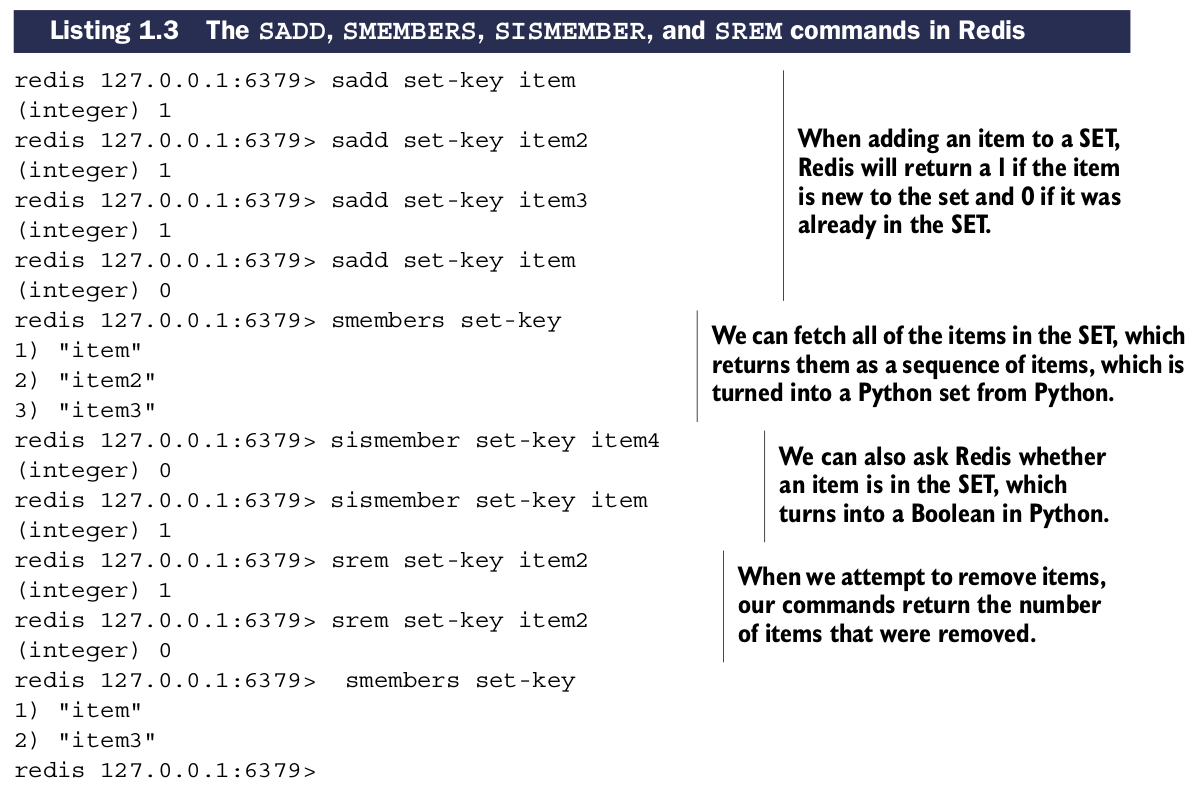 Listing 1.3 The SADD, SMEMBERS, SISMEMBER, and SREM commands in Redis
redis 127.0.0.1:6379> sadd set-key item
(integer) 1
redis 127.0.0.1:6379> sadd set-key item2
(integer) 1
redis 127.0.0.1:6379> sadd set-key item3
(integer) 1
redis 127.0.0.1:6379> sadd set-key item
(integer) 0
When adding an item to a SET,
Redis will return a 1 if the item
is new to the set and 0 if it was
already in the SET.
redis 127.0.0.1:6379> smembers set-key
1) "item"
2) "item2"
3) "item3"
We can fetch all of the items in the SET, which
returns them as a sequence of items, which is
turned into a Python set from Python.
redis 127.0.0.1:6379> sismember set-key item4
(integer) 0
redis 127.0.0.1:6379> sismember set-key item
(integer) 1
We can also ask Redis whether
an item is in the SET, which
turns into a Boolean in Python.
redis 127.0.0.1:6379> srem set-key item2
(integer) 1
redis 127.0.0.1:6379> srem set-key item2
(integer) 0
When we attempt to remove items,
our commands return the number
of items that were removed.
redis 127.0.0.1:6379>  smembers set-key
1) "item"
2) "item3"
redis 127.0.0.1:6379>